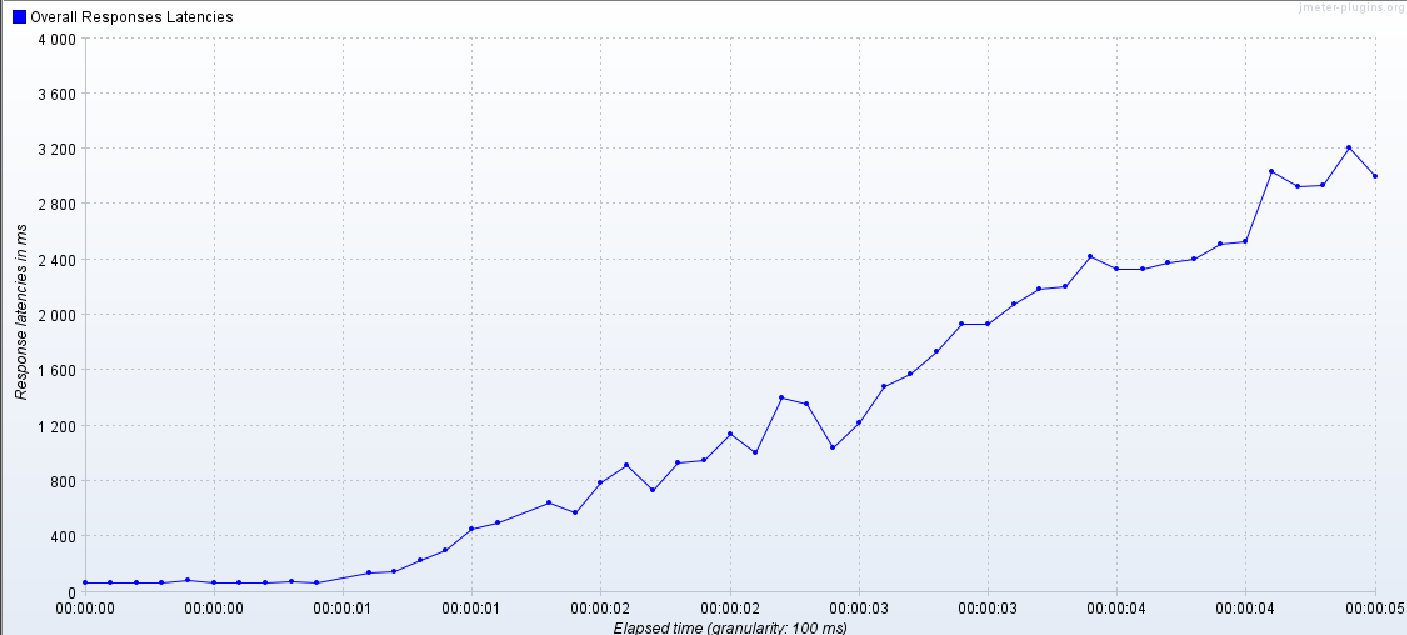 jmeter-plugins.org
Overall Responses Latencies
4 000
3 600
3 200
2 800
2 400
2 000
1 600
1 200
800
400
0
Response latencies in ms
00:00:00 00:00:00 00:00:01 00:00:01 00:00:02 00:00:02 00:00:03 00:00:03 00:00:04 00:00:04 00:00:05
Elapsed time (granularity: 100 ms)